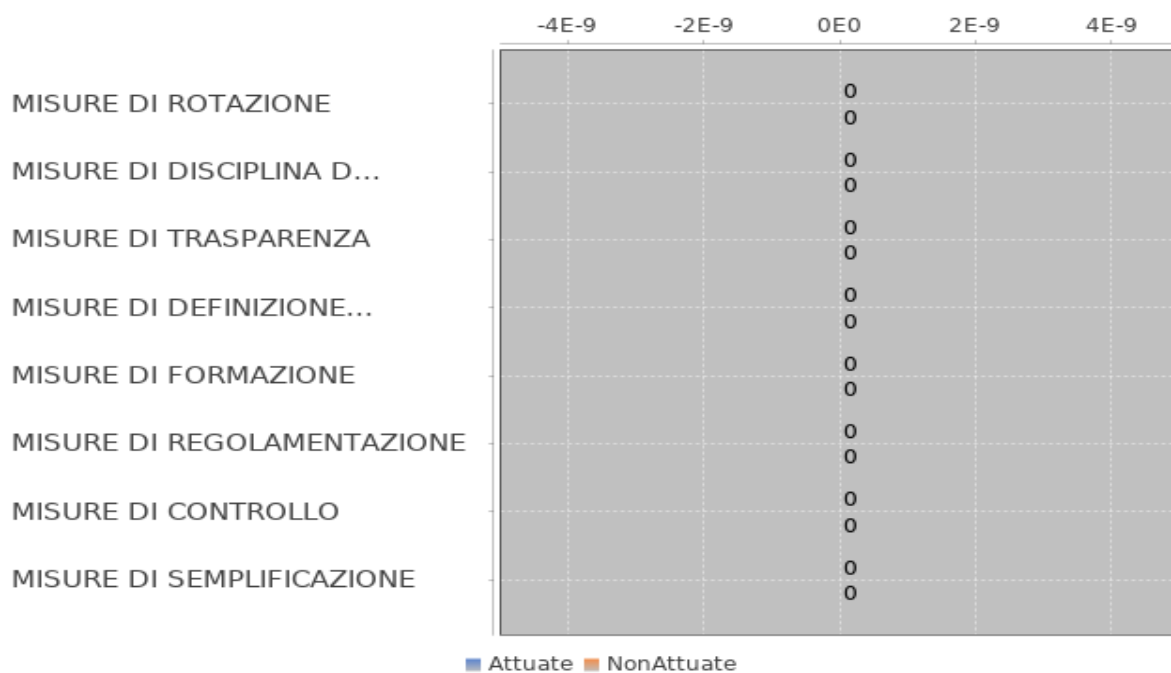 -4E-9 -2E-9 0E0 2E-9 4E-9
MISURE DI ROTAZIONE
0
0
MISURE DI DISCIPLINA D...
0
0
MISURE DI TRASPARENZA
0
0
MISURE DI DEFINIZIONE...
0
0
MISURE DI FORMAZIONE
0
0
MISURE DI REGOLAMENTAZIONE
0
0
MISURE DI CONTROLLO
0
0
MISURE DI SEMPLIFICAZIONE
0
0
Attuate NonAttuate